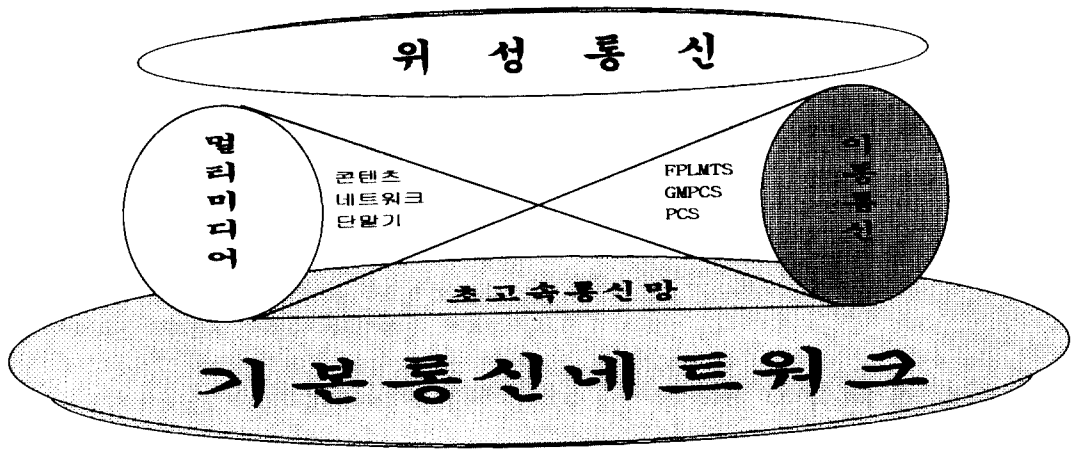 위성통신
멀티미디어
콘텐츠
네트워크
단말기
FPLMTS
GMPCS
PCS
이동통신
초고속통신망
기본통신네트워크